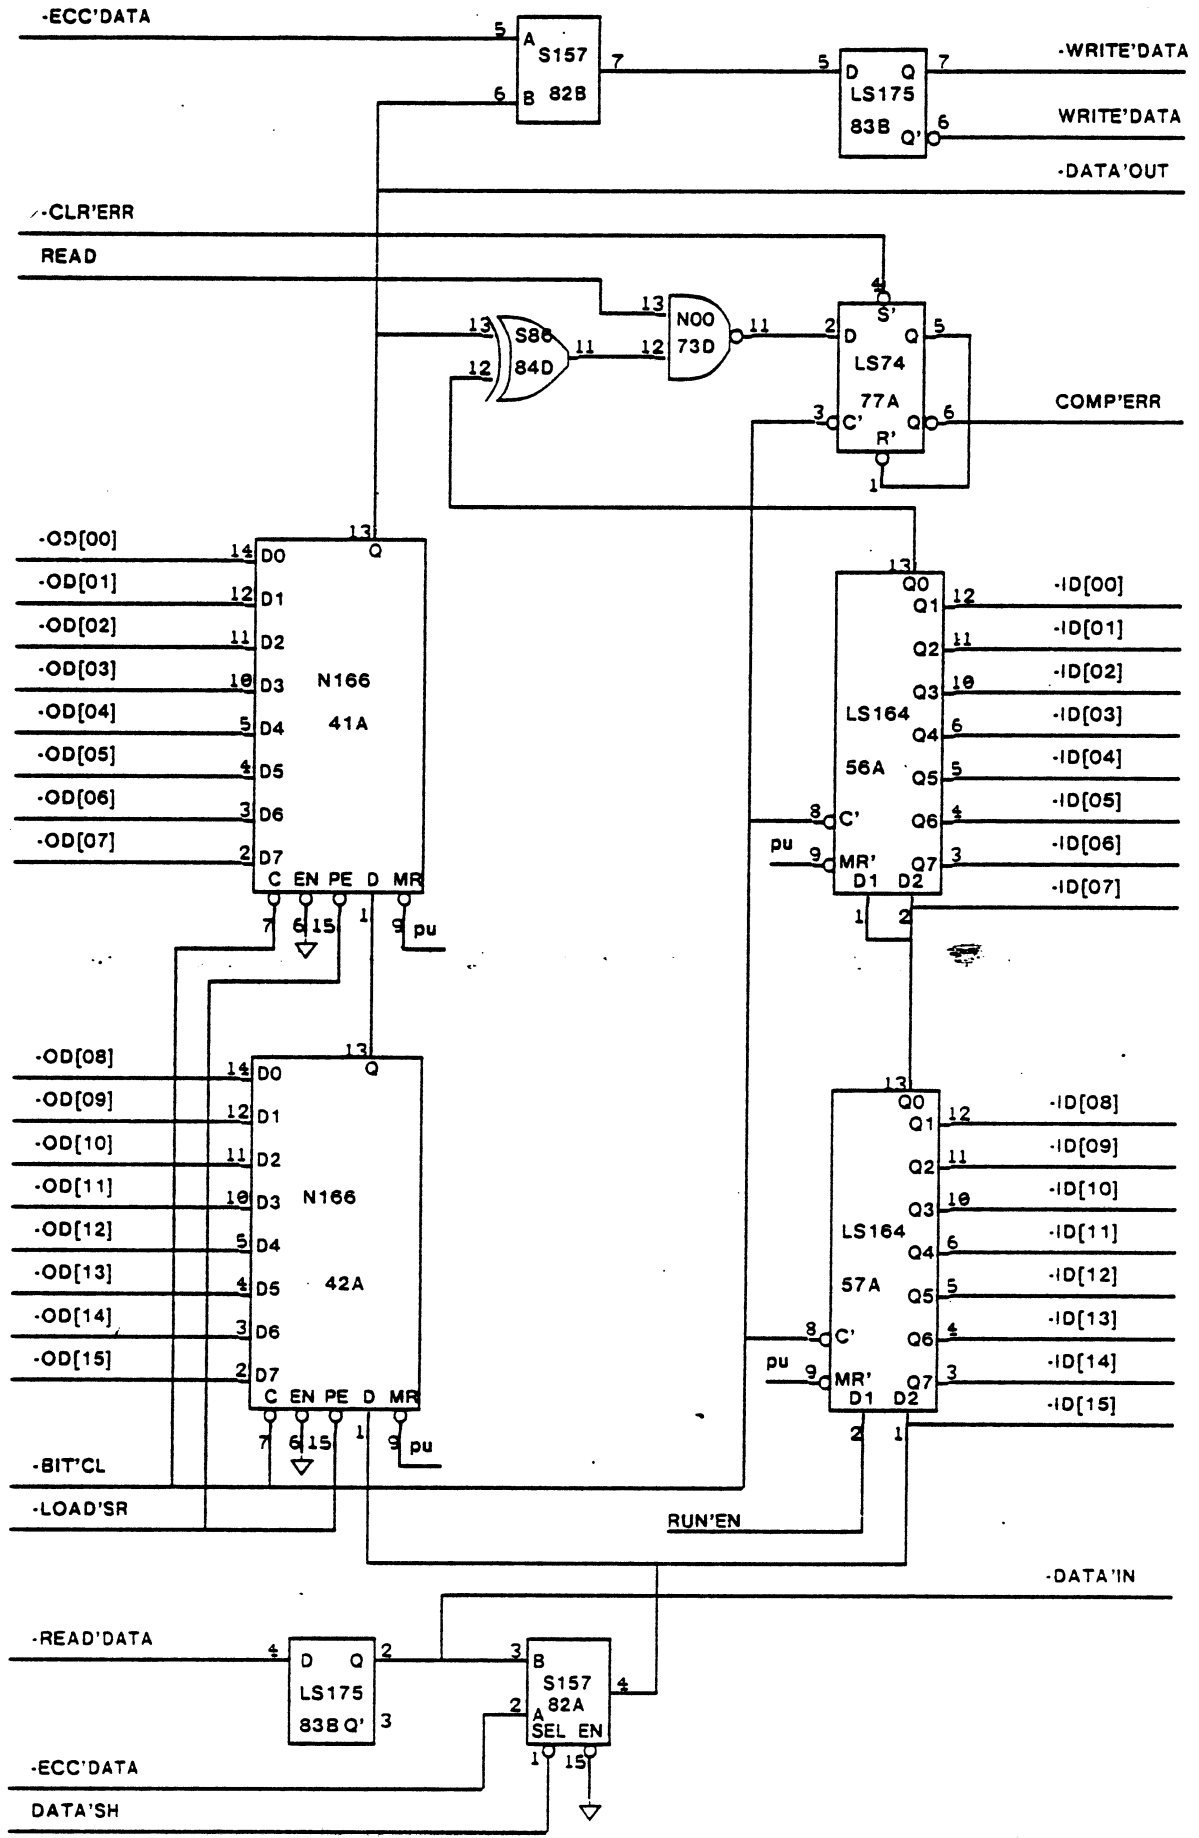 -ECC'DATA
5 A
S157
82B
6 B
7
5 D Q 7
LS175
83B
Q' 6
-WRITE'DATA
WRITE'DATA
-DATA'OUT
-CLR'ERR
READ
13
12
S86
84D
11
13
12
N00
73D
11
4
S'
2 D Q 5
LS74
77A
3 C' Q 6
R'
1
COMP'ERR
13
Q
-OD[00] 14 D0
-OD[01] 12 D1
-OD[02] 11 D2
-OD[03] 10 D3
-OD[04] 5 D4
-OD[05] 4 D5
-OD[06] 3 D6
-OD[07] 2 D7
N166
41A
C EN PE D MR
7 6 15 1 9 pu
13
Q0
Q1 12 -ID[00]
Q2 11 -ID[01]
Q3 10 -ID[02]
Q4 6 -ID[03]
Q5 5 -ID[04]
Q6 4 -ID[05]
Q7 3 -ID[06]
-ID[07]
LS164
56A
8 C'
pu 9 MR'
D1 D2
1 2
13
Q
-OD[08] 14 D0
-OD[09] 12 D1
-OD[10] 11 D2
-OD[11] 10 D3
-OD[12] 5 D4
-OD[13] 4 D5
-OD[14] 3 D6
-OD[15] 2 D7
N166
42A
C EN PE D MR
7 6 15 1 9 pu
13
Q0
Q1 12 -ID[08]
Q2 11 -ID[09]
Q3 10 -ID[10]
Q4 6 -ID[11]
Q5 5 -ID[12]
Q6 4 -ID[13]
Q7 3 -ID[14]
-ID[15]
LS164
57A
8 C'
pu 9 MR'
D1 D2
2 1
-BIT'CL
-LOAD'SR
RUN'EN
-DATA'IN
-READ'DATA
4 D Q 2
LS175
83B Q' 3
3 B
S157
82A
2 A
4
SEL EN
1 15
-ECC'DATA
DATA'SH